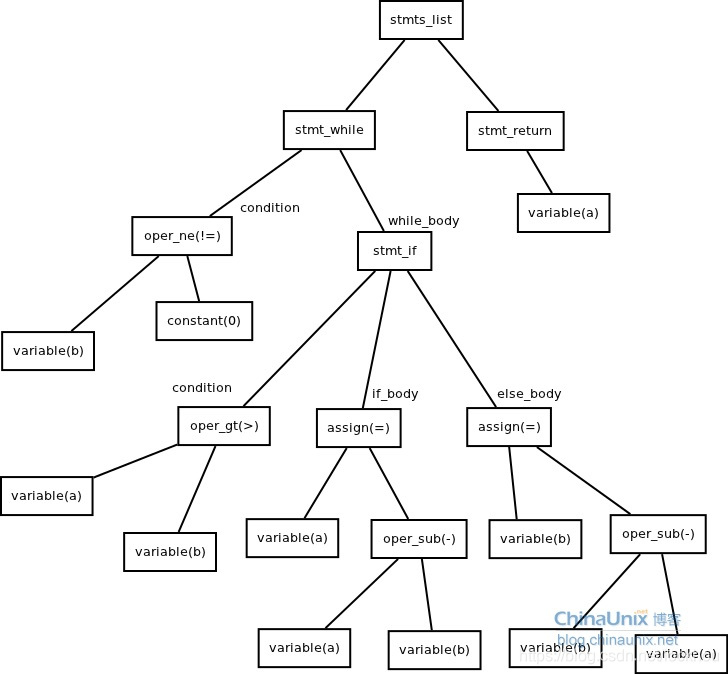 stmts_list
stmt_while
stmt_return
variable(a)
condition
while_body
oper_ne(!=)
stmt_if
variable(b)
constant(0)
condition
if_body
else_body
oper_gt(>)
assign(=)
assign(=)
variable(a)
variable(b)
variable(a)
oper_sub(-)
variable(b)
oper_sub(-)
variable(a)
variable(b)
variable(b)
variable(a)
ChinaUnix.net 博客
blog.chinaunix.net